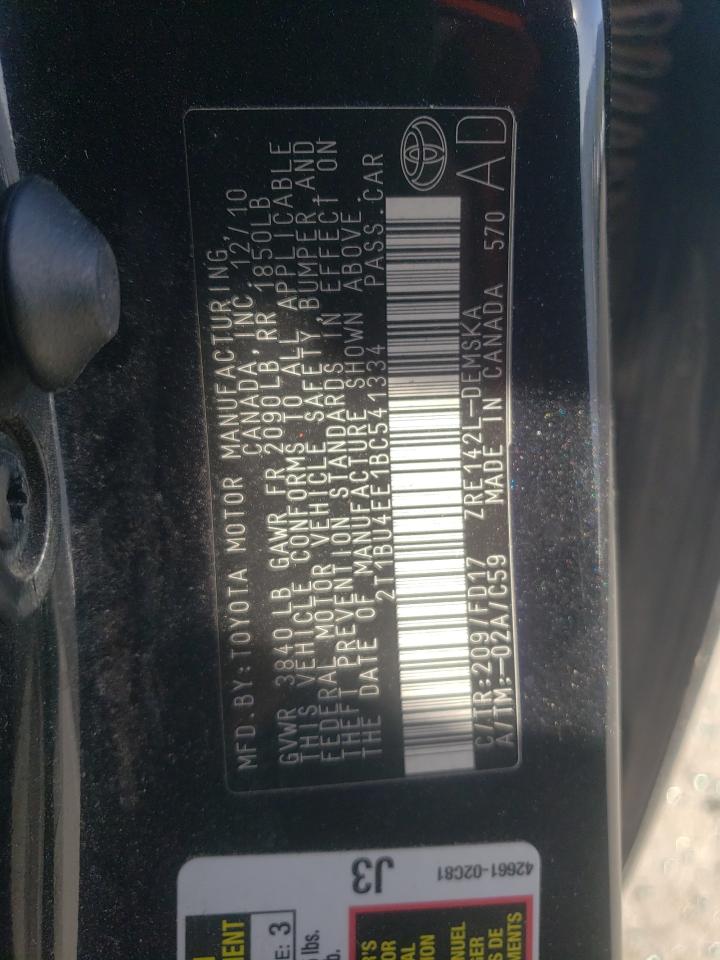 MFD.BY:TOYOTA MOTOR MANUFACTURING,
CANADA, INC. 12/10
GVWR 3840 LB GAWR FR 2090LB RR 1850LB
THIS VEHICLE CONFORMS TO ALL APPLICABLE
FEDERAL MOTOR VEHICLE SAFETY, BUMPER, AND
THEFT PREVENTION STANDARDS IN EFFECT ON
THE DATE OF MANUFACTURE SHOWN ABOVE.
2T1BU4EE1BC541334 PASS.CAR
C/TR:209/FD17 ZRE142L-DEMSKA
A/TM:-02A/C59 MADE IN CANADA 570
AD
J3
42661-02C81
E: 3
lbs.